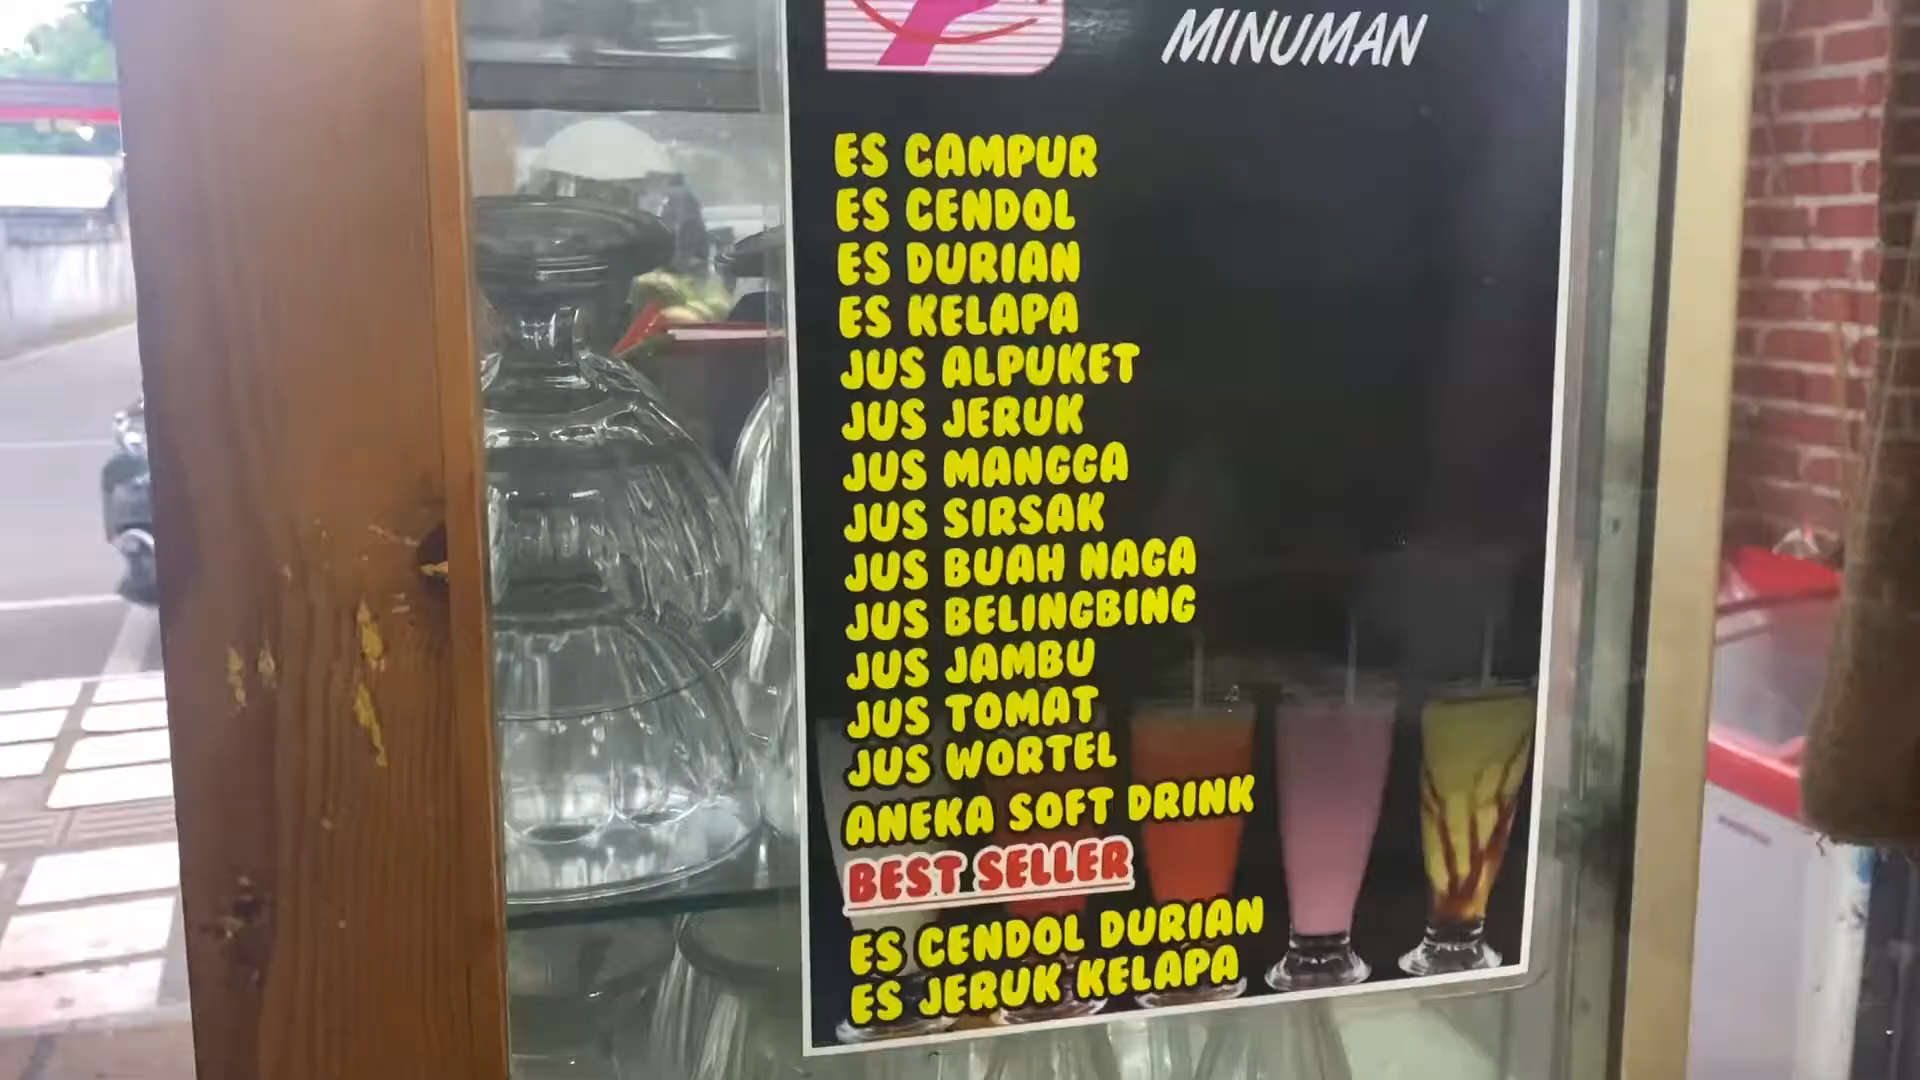 MINUMAN
ES CAMPUR
ES CENDOL
ES DURIAN
ES KELAPA
JUS ALPUKET
JUS JERUK
JUS MANGGA
JUS SIRSAK
JUS BUAH NAGA
JUS BELINGBING
JUS JAMBU
JUS TOMAT
JUS WORTEL
ANEKA SOFT DRINK
BEST SELLER
ES CENDOL DURIAN
ES JERUK KELAPA